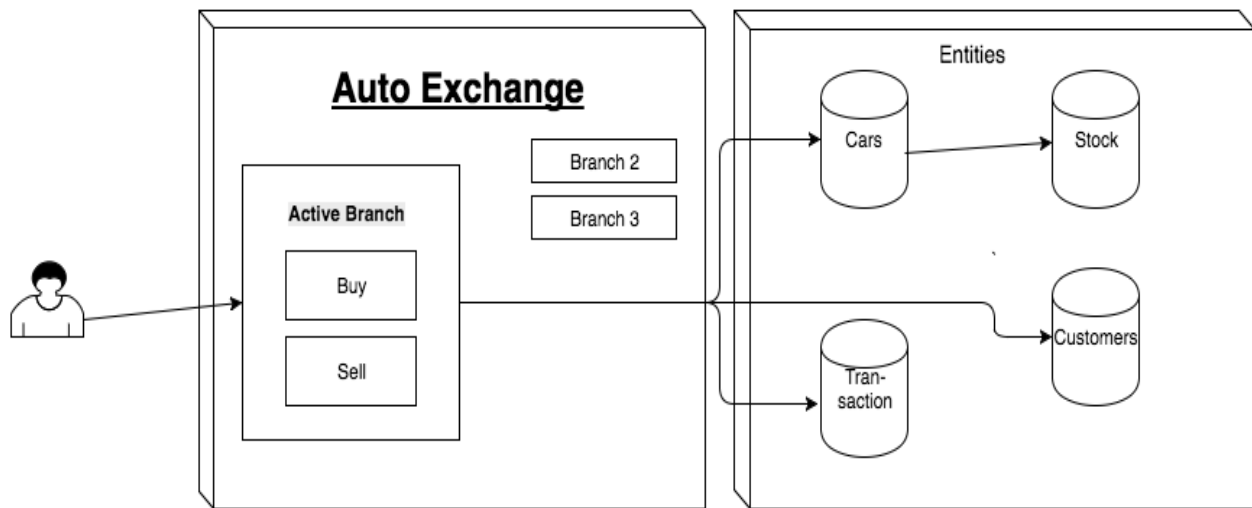 Auto Exchange
Branch 2
Branch 3
Active Branch
Buy
Sell
Entities
Cars
Stock
Customers
Tran-
saction